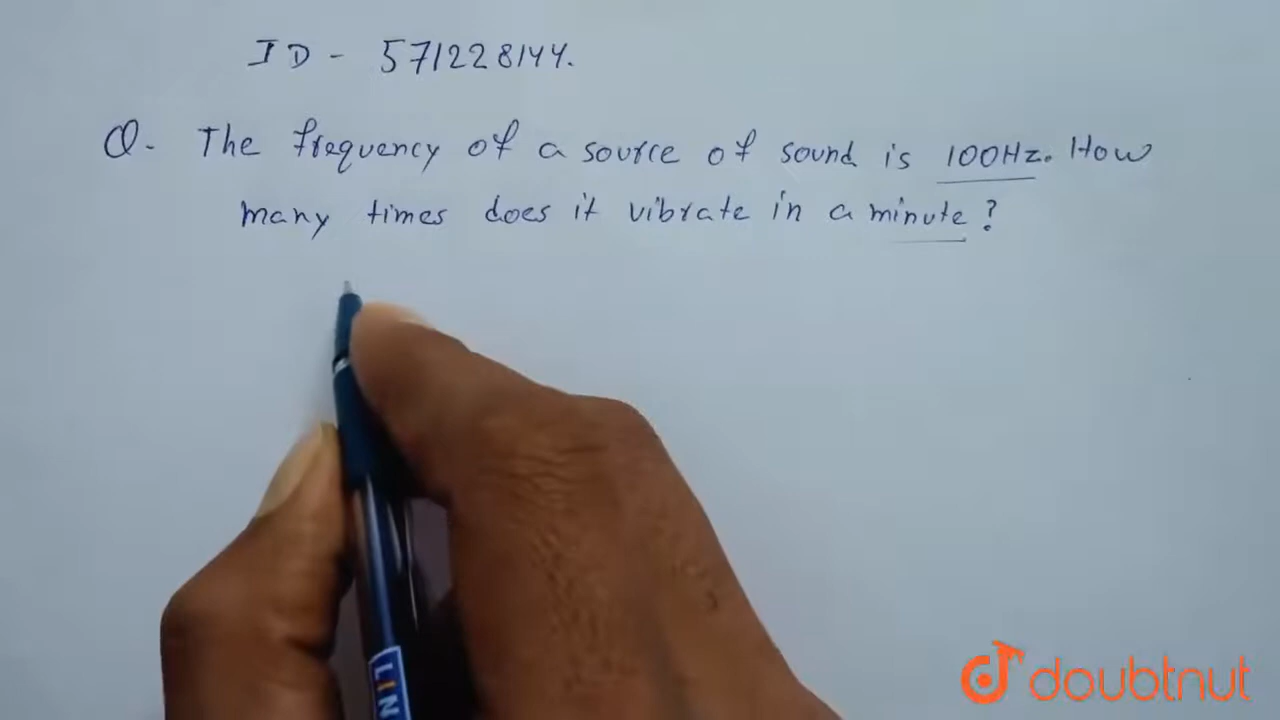 ID - 571228144.
Q. The frequency of a source of sound is 100Hz. How
many times does it vibrate in a minute?
LIN
doubtnut